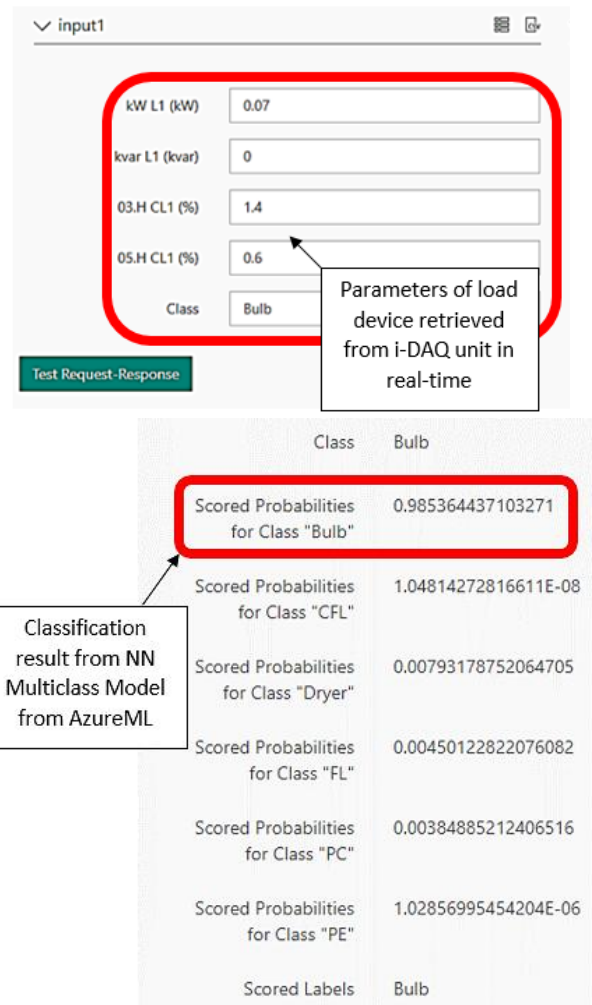 input1
kW L1 (kW) 0.07
kvar L1 (kvar) 0
03.H CL1 (%) 1.4
05.H CL1 (%) 0.6
Class Bulb
Parameters of load
device retrieved
from i-DAQ unit in
real-time
Test Request-Response
Class Bulb
Scored Probabilities 0.985364437103271
for Class "Bulb"
Scored Probabilities 1.04814272816611E-08
for Class "CFL"
Classification
result from NN
Multiclass Model
from AzureML
Scored Probabilities 0.00793178752064705
for Class "Dryer"
Scored Probabilities 0.00450122822076082
for Class "FL"
Scored Probabilities 0.00384885212406516
for Class "PC"
Scored Probabilities 1.02856995454204E-06
for Class "PE"
Scored Labels Bulb